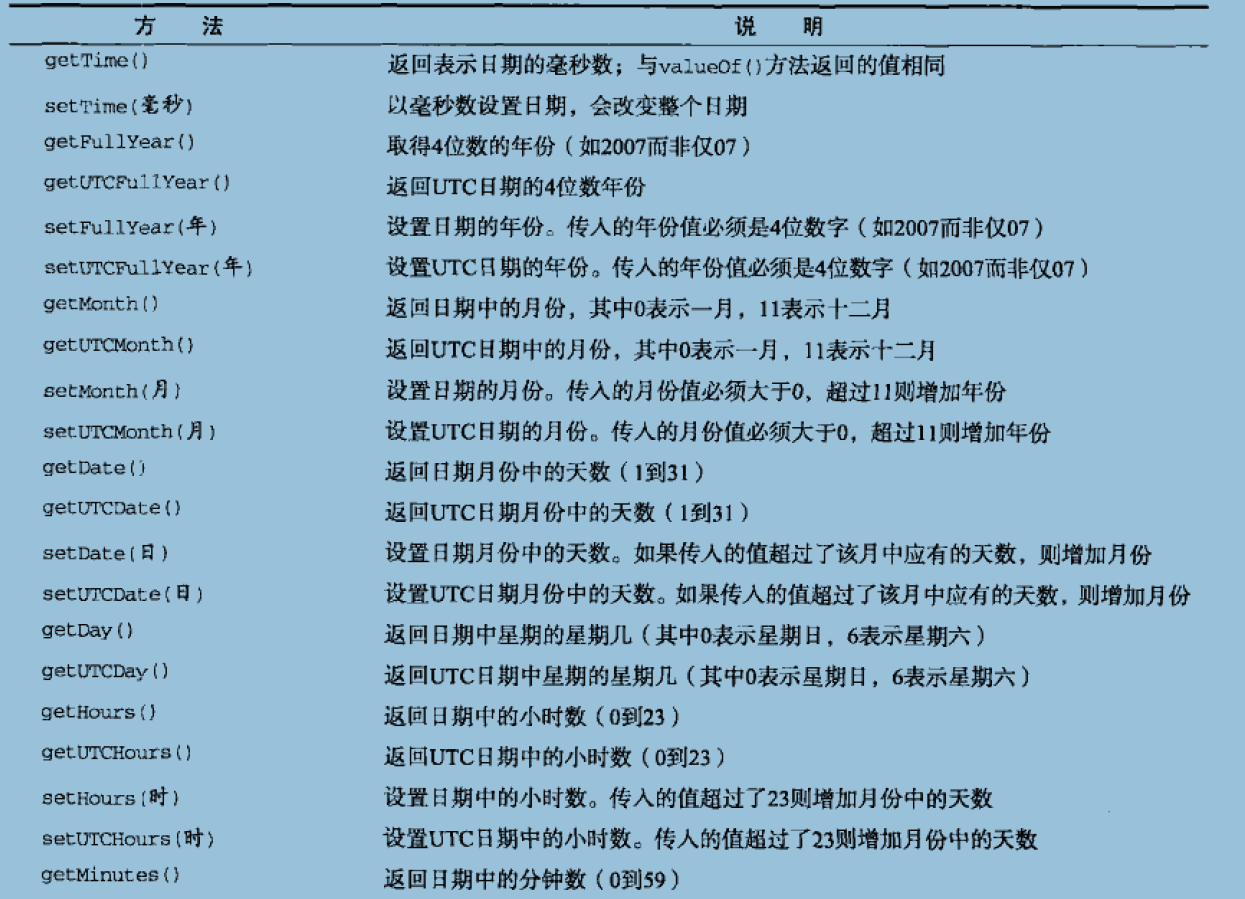 方 法 说 明
getTime() 返回表示日期的毫秒数；与valueOf()方法返回的值相同
setTime(毫秒) 以毫秒数设置日期，会改变整个日期
getFullYear() 取得4位数的年份（如2007而非仅07）
getUTCFullYear() 返回UTC日期的4位数年份
setFullYear(年) 设置日期的年份。传入的年份值必须是4位数字（如2007而非仅07）
setUTCFullYear(年) 设置UTC日期的年份。传入的年份值必须是4位数字（如2007而非仅07）
getMonth() 返回日期中的月份，其中0表示一月，11表示十二月
getUTCMonth() 返回UTC日期中的月份，其中0表示一月，11表示十二月
setMonth(月) 设置日期的月份。传入的月份值必须大于0，超过11则增加年份
setUTCMonth(月) 设置UTC日期的月份。传入的月份值必须大于0，超过11则增加年份
getDate() 返回日期月份中的天数（1到31）
getUTCDate() 返回UTC日期月份中的天数（1到31）
setDate(日) 设置日期月份中的天数。如果传入的值超过了该月中应有的天数，则增加月份
setUTCDate(日) 设置UTC日期月份中的天数。如果传入的值超过了该月中应有的天数，则增加月份
getDay() 返回日期中星期的星期几（其中0表示星期日，6表示星期六）
getUTCDay() 返回UTC日期中星期的星期几（其中0表示星期日，6表示星期六）
getHours() 返回日期中的小时数（0到23）
getUTCHours() 返回UTC日期中的小时数（0到23）
setHours(时) 设置日期中的小时数。传入的值超过了23则增加月份中的天数
setUTCHours(时) 设置UTC日期中的小时数。传入的值超过了23则增加月份中的天数
getMinutes() 返回日期中的分钟数（0到59）